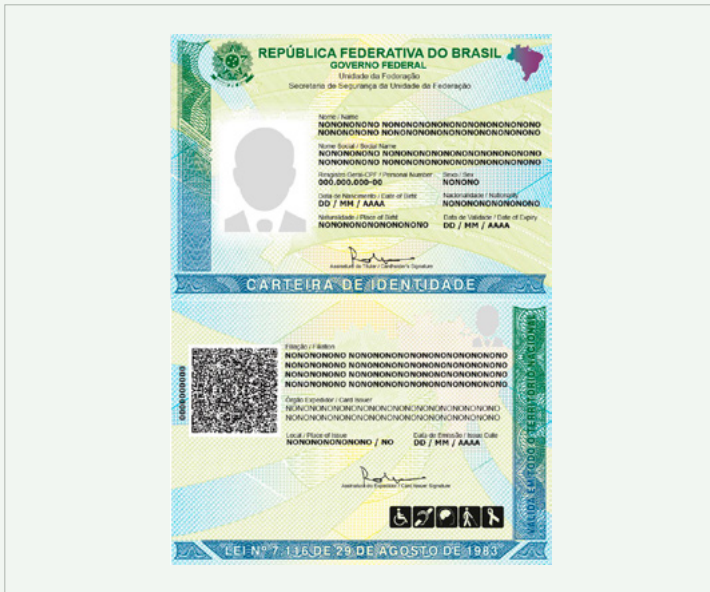 REPÚBLICA FEDERATIVA DO BRASIL
GOVERNO FEDERAL
Unidade da Federação
Secretaria de Segurança da Unidade da Federação
Nome / Name
NONONONONO NONONONONONONONONONONONONO
NONONONONO NONONONONONONONONONONONONO
Nome Social / Social Name
NONONONONO NONONONONONONONONONONONONO
NONONONONO NONONONONONONONONONONONONO
Registro Geral-CPF / Personal Number Sexo / Sex
000.000.000-00 NONONO
Data de Nascimento / Date of Birth Nacionalidade / Nationality
DD / MM / AAAA NONONONONONONONO
Naturalidade / Place of Birth Data de Validade / Date of Expiry
NONONONONONONONONO DD / MM / AAAA
Assinatura do Titular / Cardholder's Signature
CARTEIRA DE IDENTIDADE
Filiação / Filiation
NONONONONO NONONONONONONONONONONONONO
NONONONONO NONONONONONONONONONONONONO
NONONONONO NONONONONONONONONONONONONO
NONONONONO NONONONONONONONONONONONONO
Órgão Expedidor / Card Issuer
NONONONONONONONONONONONONONONONONONO
NONONONONONONONONONONONONONONONONONO
Local / Place of Issue Data de Emissão / Issue Date
NONONONONONONO / NO DD / MM / AAAA
Assinatura do Expedidor / Card Issuer Signature
0000000000
VÁLIDA EM TODO O TERRITÓRIO NACIONAL
LEI Nº 7.116 DE 29 DE AGOSTO DE 1983